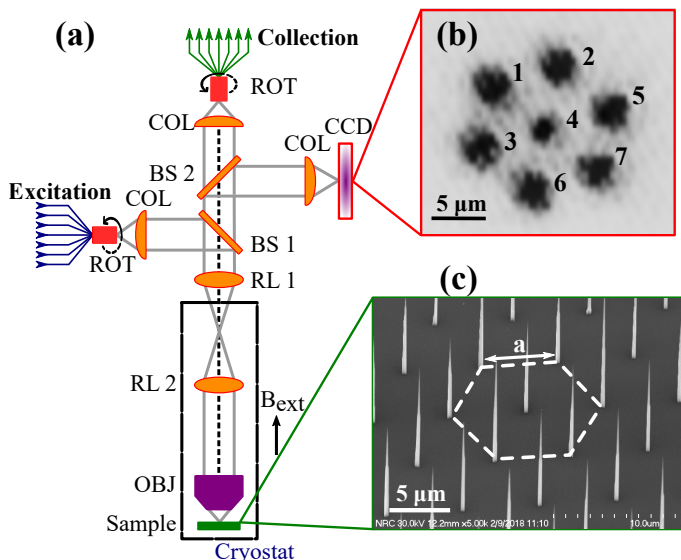 (a)
Collection
ROT
COL
COL
CCD
BS 2
Excitation
COL
ROT
BS 1
RL 1
RL 2
Bext
OBJ
Sample
Cryostat
(b)
1
2
5
3
4
7
6
5 µm
(c)
a
5 µm
NRC 30.0kV 12.2mm x5.00k 2/9/2018 11:10
10.0um